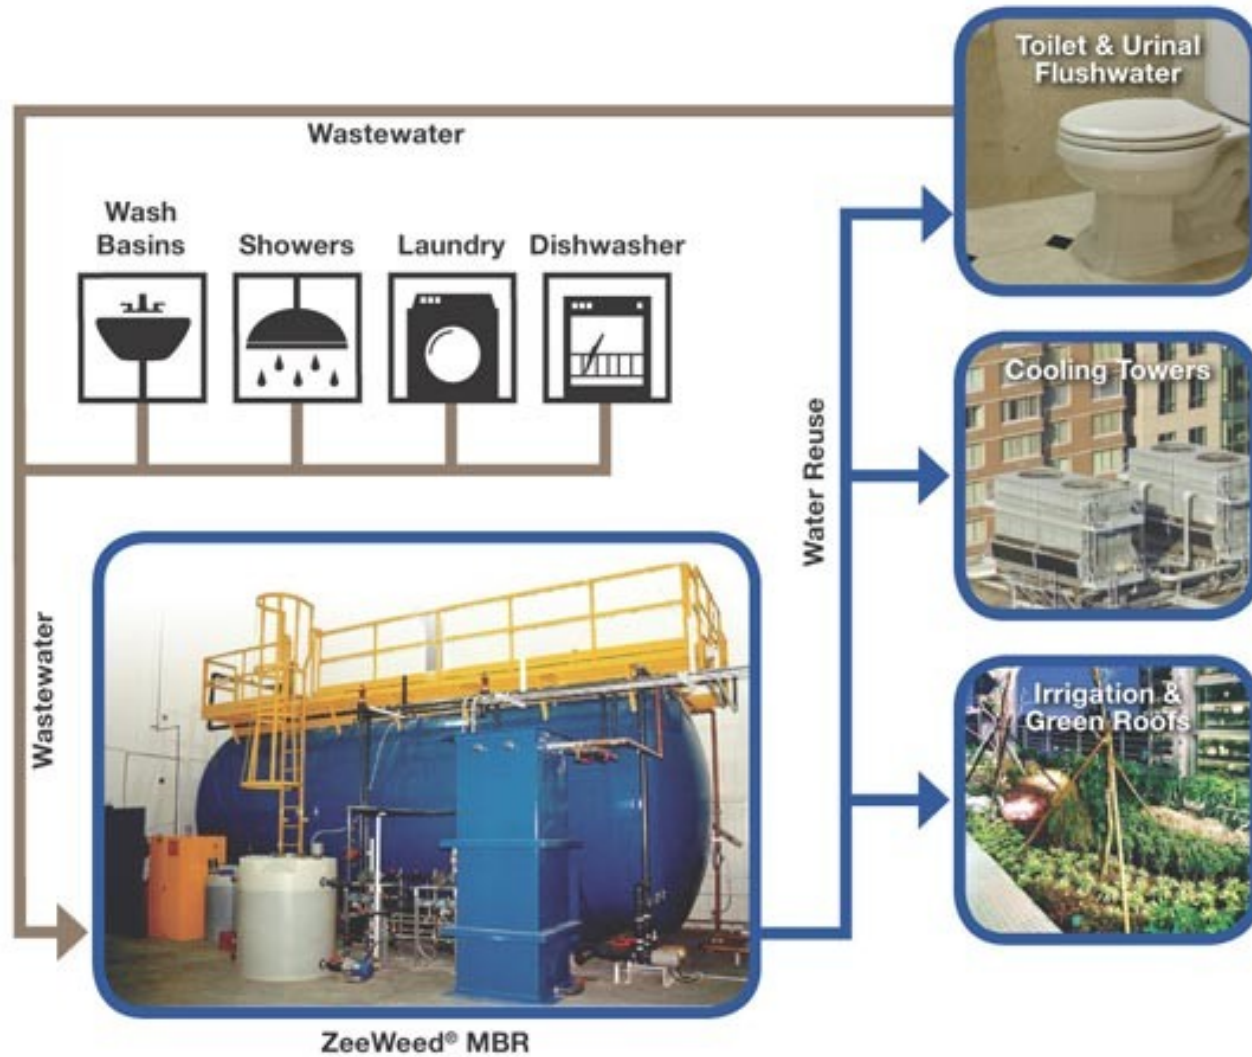 Toilet & Urinal
Flushwater
Wastewater
Wash
Basins
Showers
Laundry
Dishwasher
Cooling Towers
Water Reuse
Wastewater
Irrigation &
Green Roofs
ZeeWeed® MBR